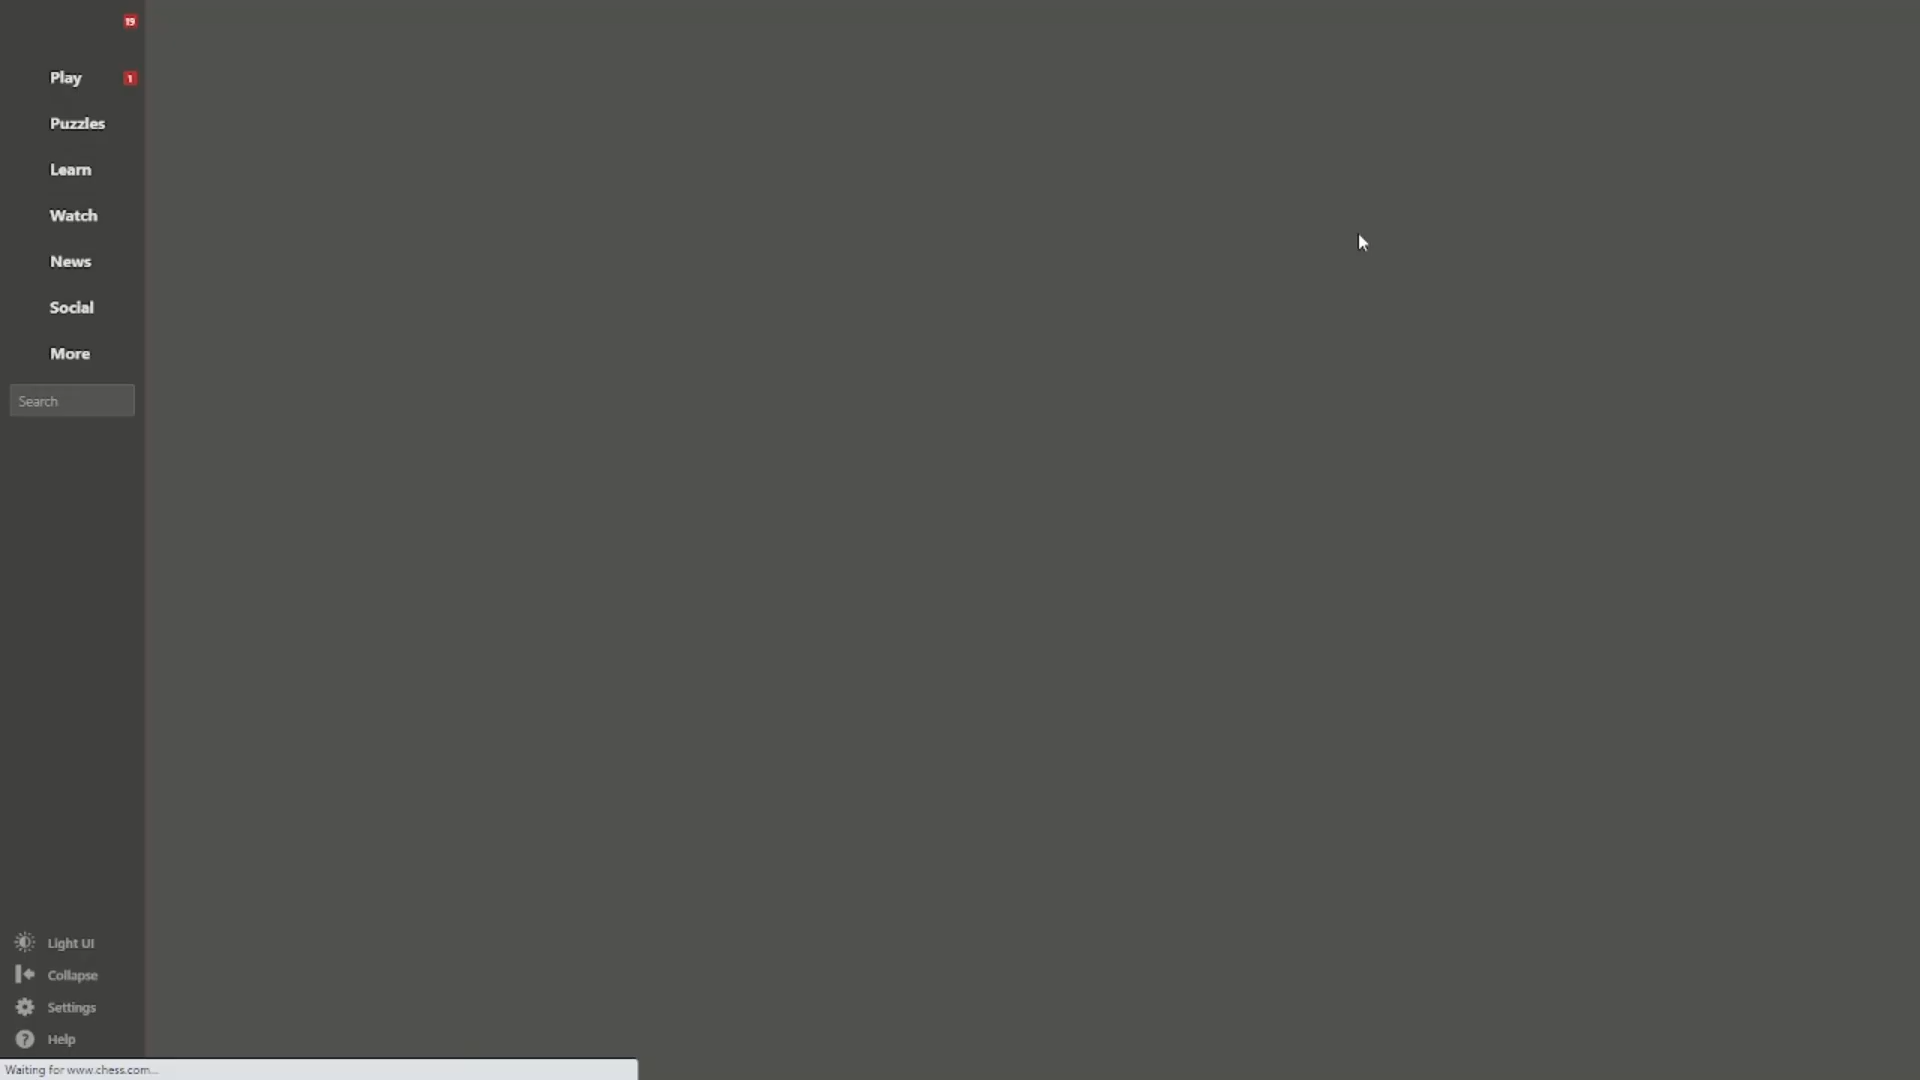 19
Play 1
Puzzles
Learn
Watch
News
Social
More
Search
Light UI
Collapse
Settings
Help
Waiting for www.chess.com...